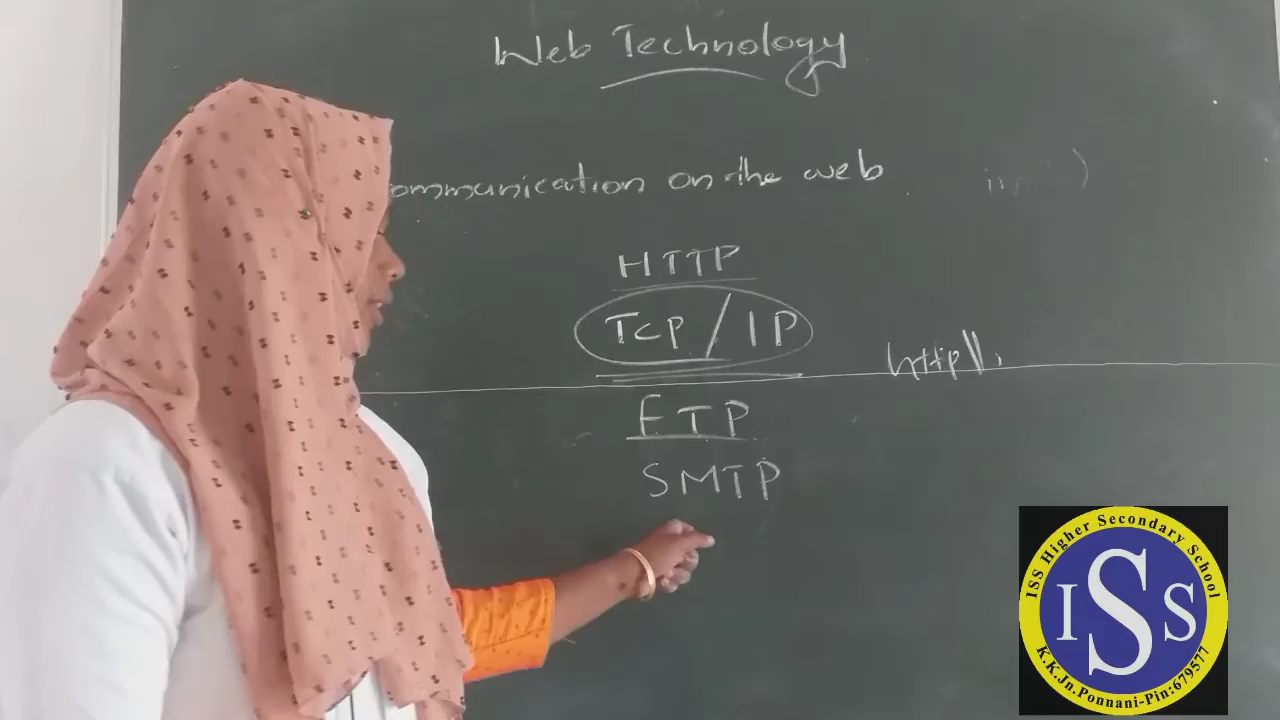 Web Technology
ommunication on the web
HTTP
TCP/IP
http\\,
FTP
SMTP
ISS Higher Secondary School
ISS
K.K.Jn.Ponnani-Pin:679577